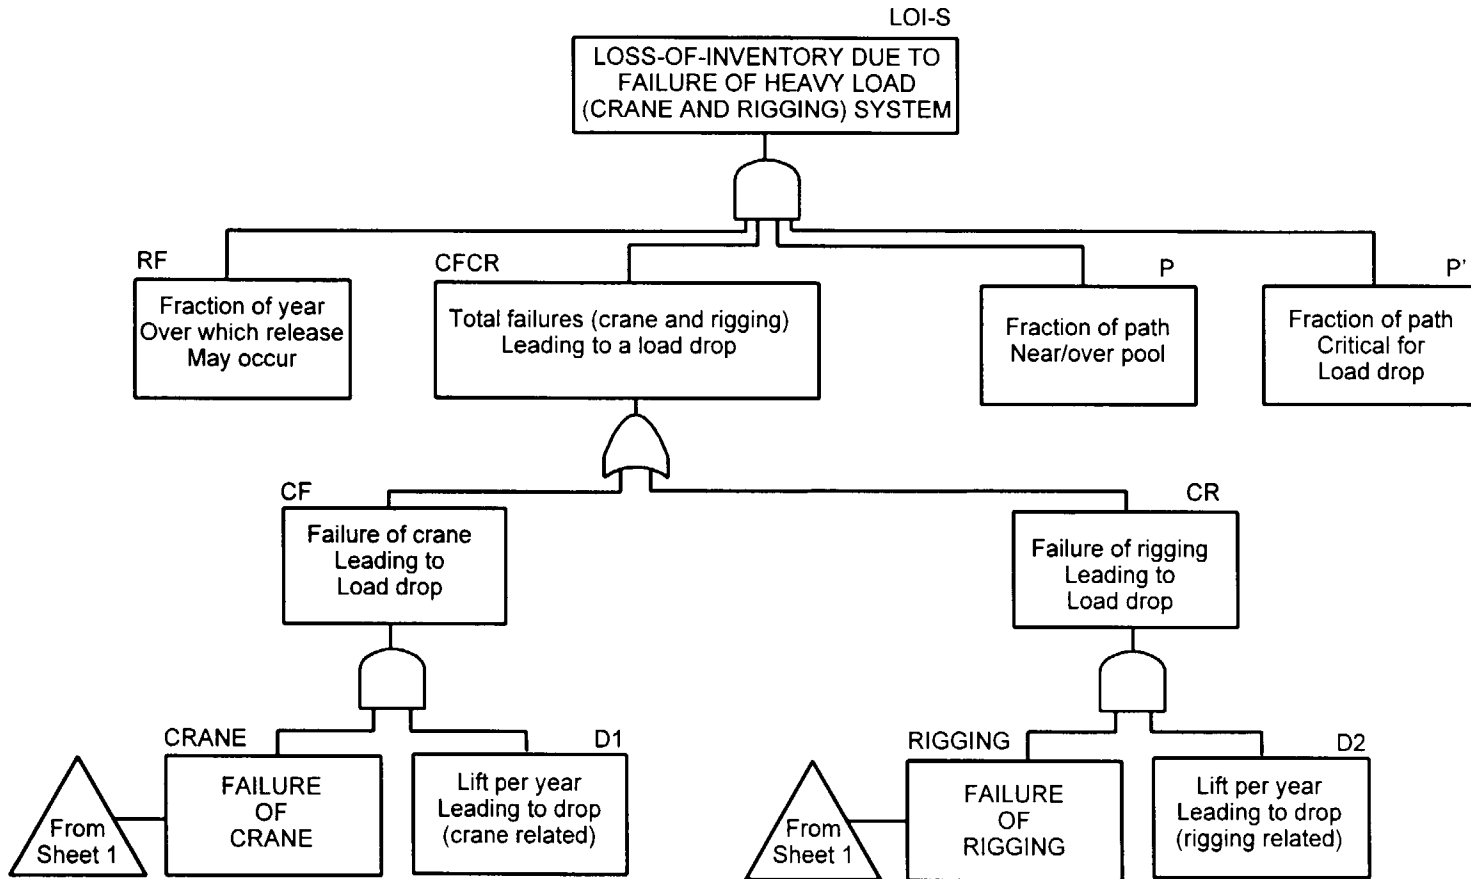 LOI-S
LOSS-OF-INVENTORY DUE TO
FAILURE OF HEAVY LOAD
(CRANE AND RIGGING) SYSTEM
RF
Fraction of year
Over which release
May occur
CFCR
Total failures (crane and rigging)
Leading to a load drop
P
Fraction of path
Near/over pool
P'
Fraction of path
Critical for
Load drop
CF
Failure of crane
Leading to
Load drop
CR
Failure of rigging
Leading to
Load drop
From
Sheet 1
CRANE
FAILURE
OF
CRANE
D1
Lift per year
Leading to drop
(crane related)
From
Sheet 1
RIGGING
FAILURE
OF
RIGGING
D2
Lift per year
Leading to drop
(rigging related)